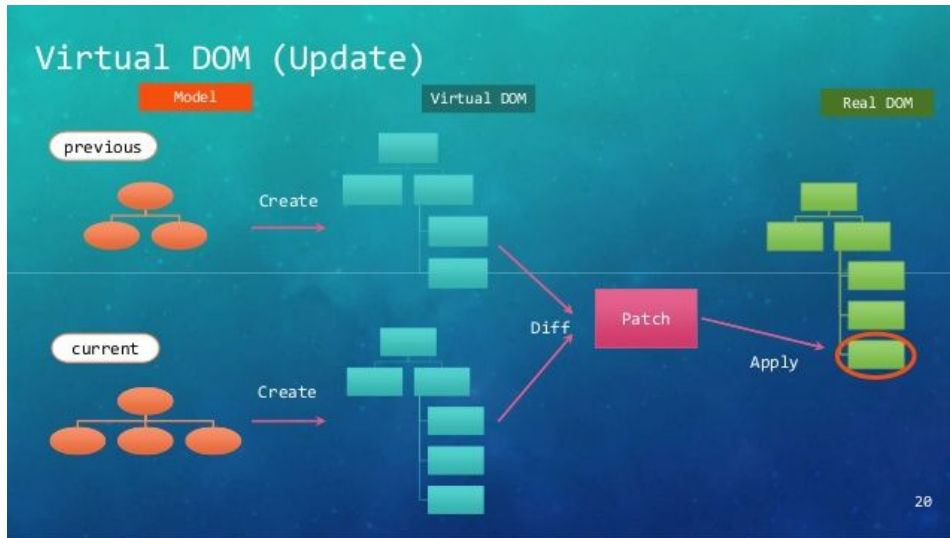 Virtual DOM (Update)
Model
Virtual DOM
Real DOM
previous
Create
Diff
Patch
Apply
current
Create
20